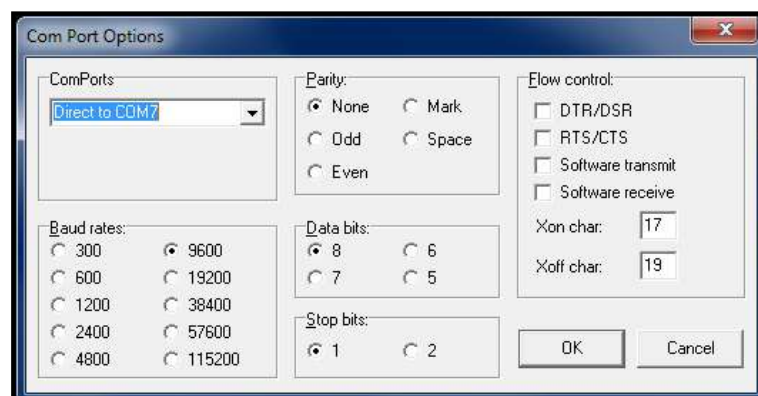 Com Port Options
ComPorts
Direct to COM7
Parity:
None Mark
Odd Space
Even
Flow control:
DTR/DSR
RTS/CTS
Software transmit
Software receive
Xon char: 17
Xoff char: 19
Baud rates:
300 9600
600 19200
1200 38400
2400 57600
4800 115200
Data bits:
8 6
7 5
Stop bits:
1 2
OK Cancel